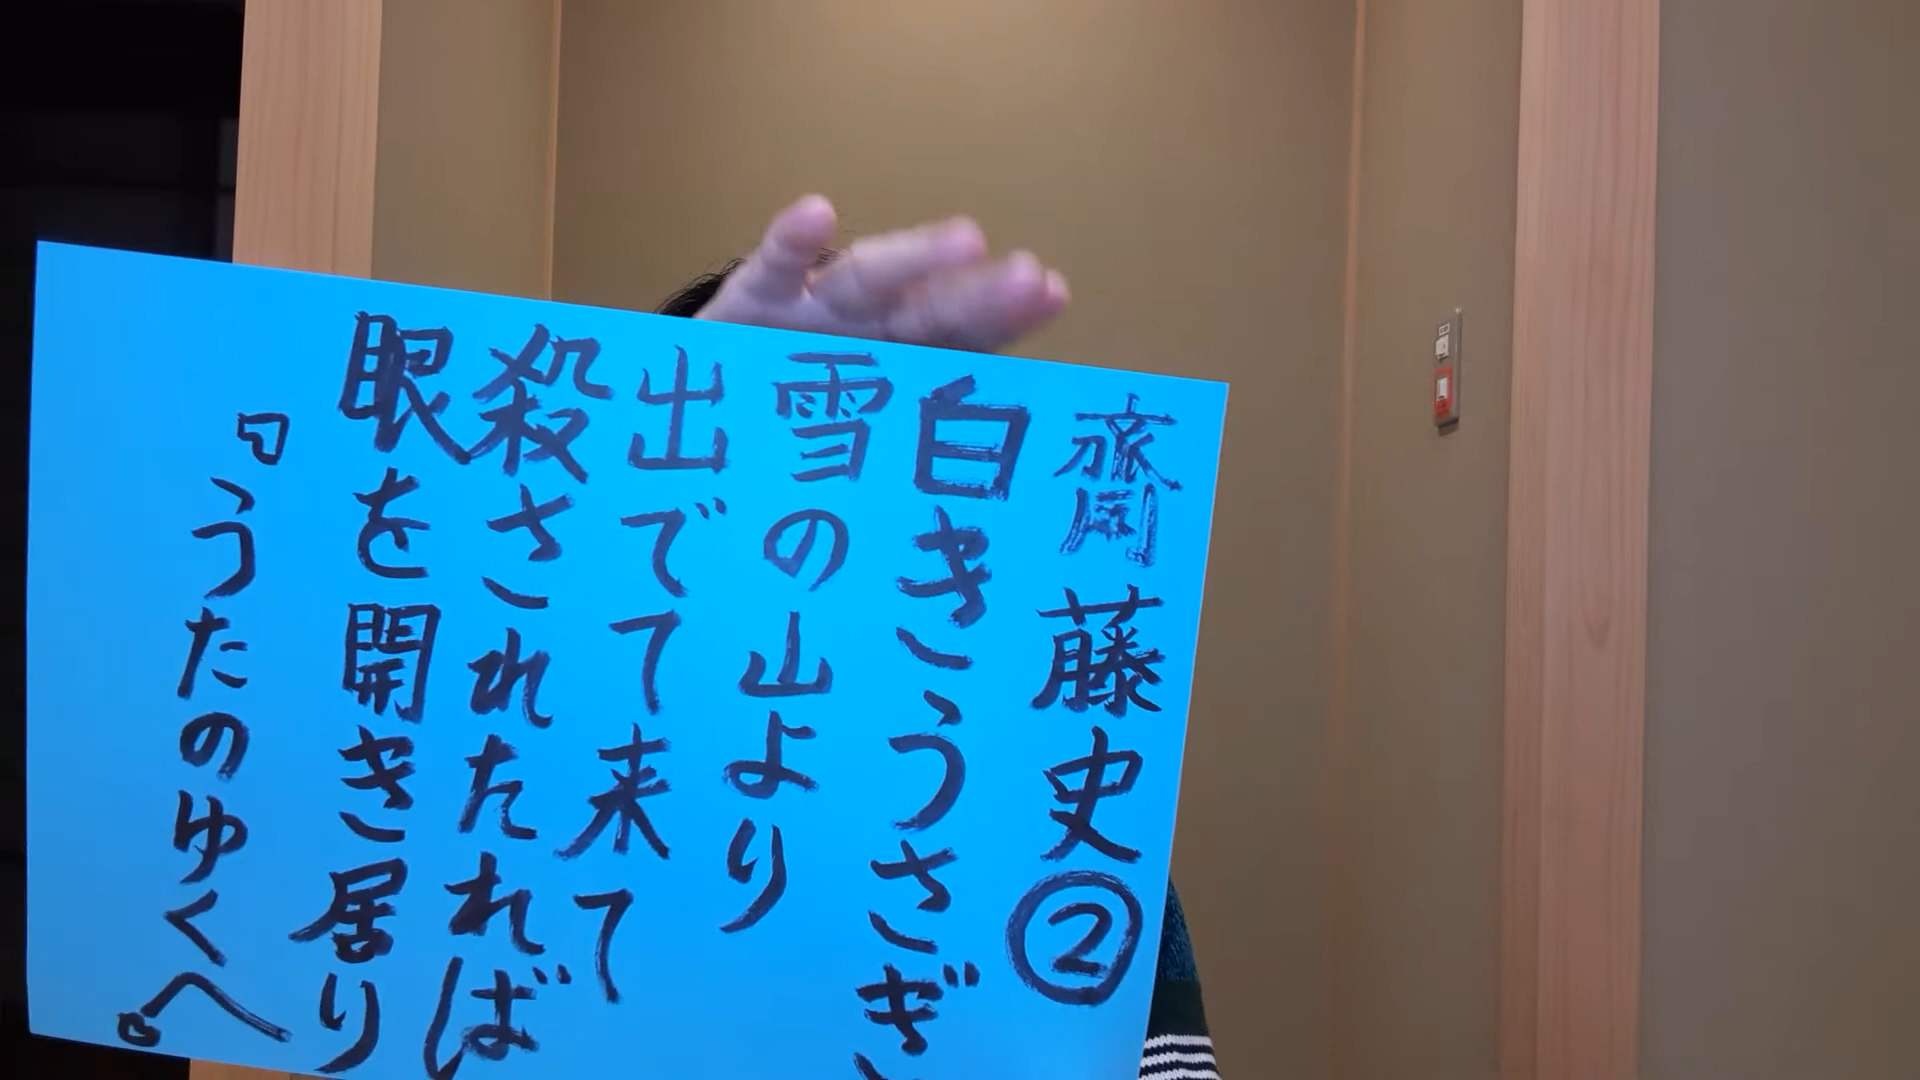 齋藤史②
白きうさぎ
雪の山より
出でて来て
殺されたれば
眼を開き居り
『うたのゆくへ』